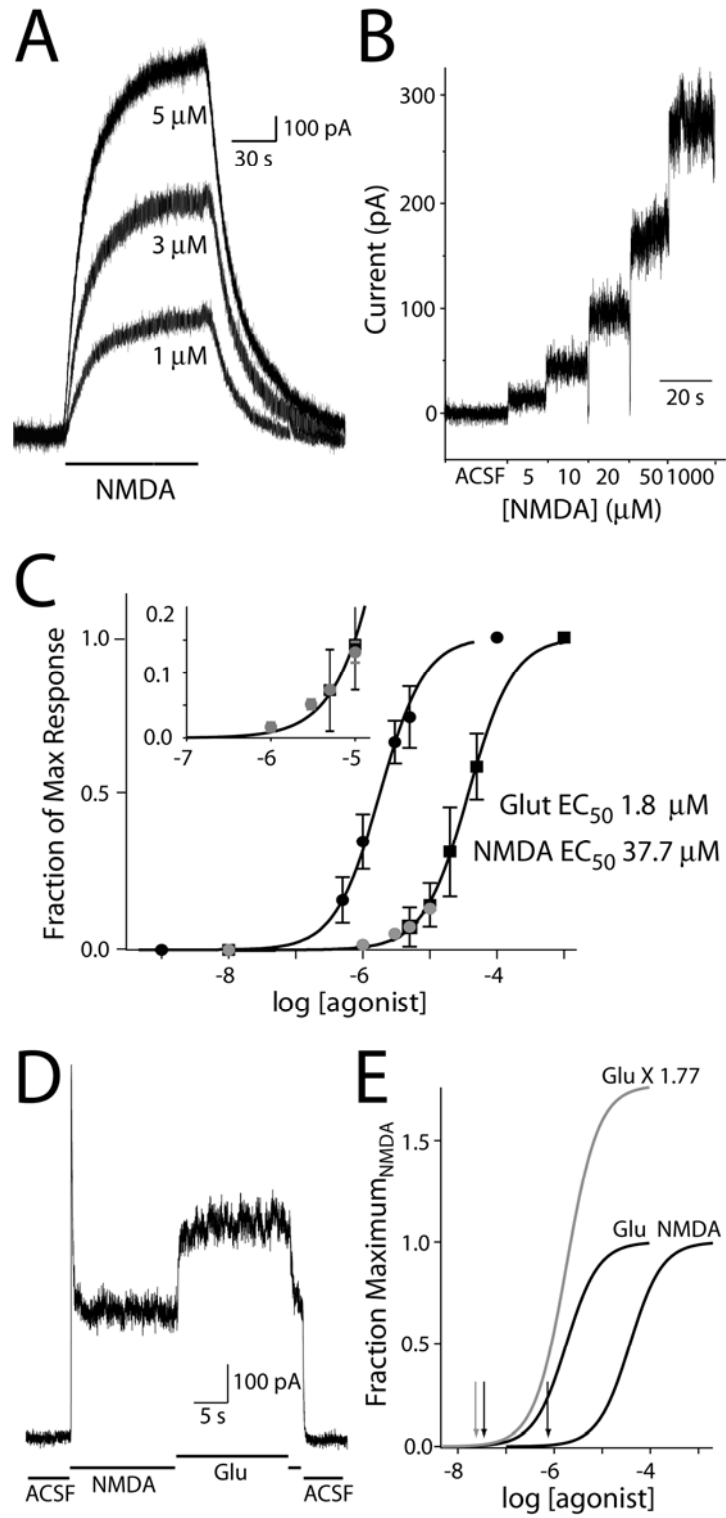 A
5 µM
3 µM
1 µM
100 pA
30 s
NMDA
B
Current (pA)
300
200
100
0
20 s
ACSF 5 10 20 50 1000
[NMDA] (µM)
C
Fraction of Max Response
1.0
0.5
0.0
0.2
0.1
0.0
-7 -6 -5
Glut EC50 1.8 µM
NMDA EC50 37.7 µM
-8 -6 -4
log [agonist]
D
100 pA
5 s
ACSF NMDA Glu ACSF
E
Glu X 1.77
Glu NMDA
Fraction MaximumNMDA
1.5
1.0
0.5
0.0
-8 -6 -4
log [agonist]